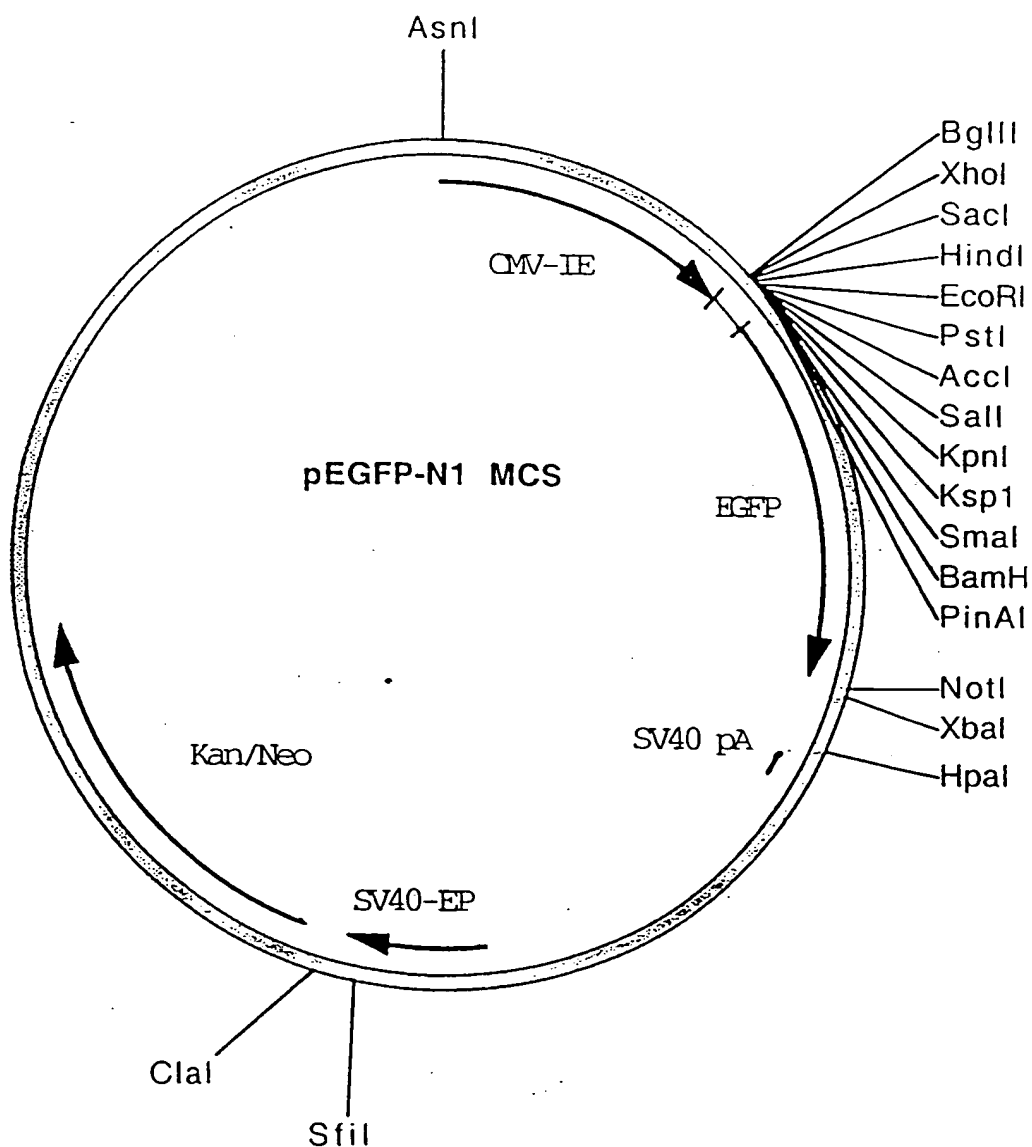 AsnI
BglII
XhoI
SacI
HindI
EcoRI
PstI
AccI
SalI
KpnI
Ksp1
SmaI
BamH
PinAI
CMV-IE
pEGFP-N1 MCS
EGFP
NotI
XbaI
HpaI
SV40 pA
Kan/Neo
SV40-EP
ClaI
SfiI